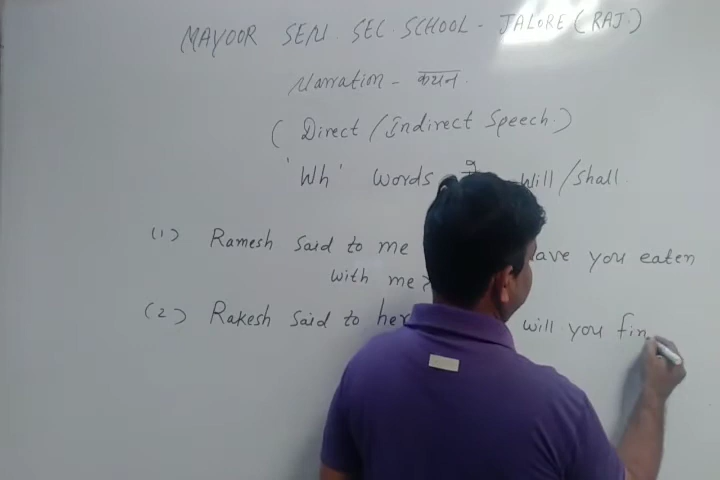 MAYOOR SEN. SEC. SCHOOL - JALORE (RAJ.)
Narration - कथन
( Direct / Indirect Speech.)
'Wh' words will / shall.
(1) Ramesh said to me have you eaten
with me?
(2) Rakesh said to her will you fin